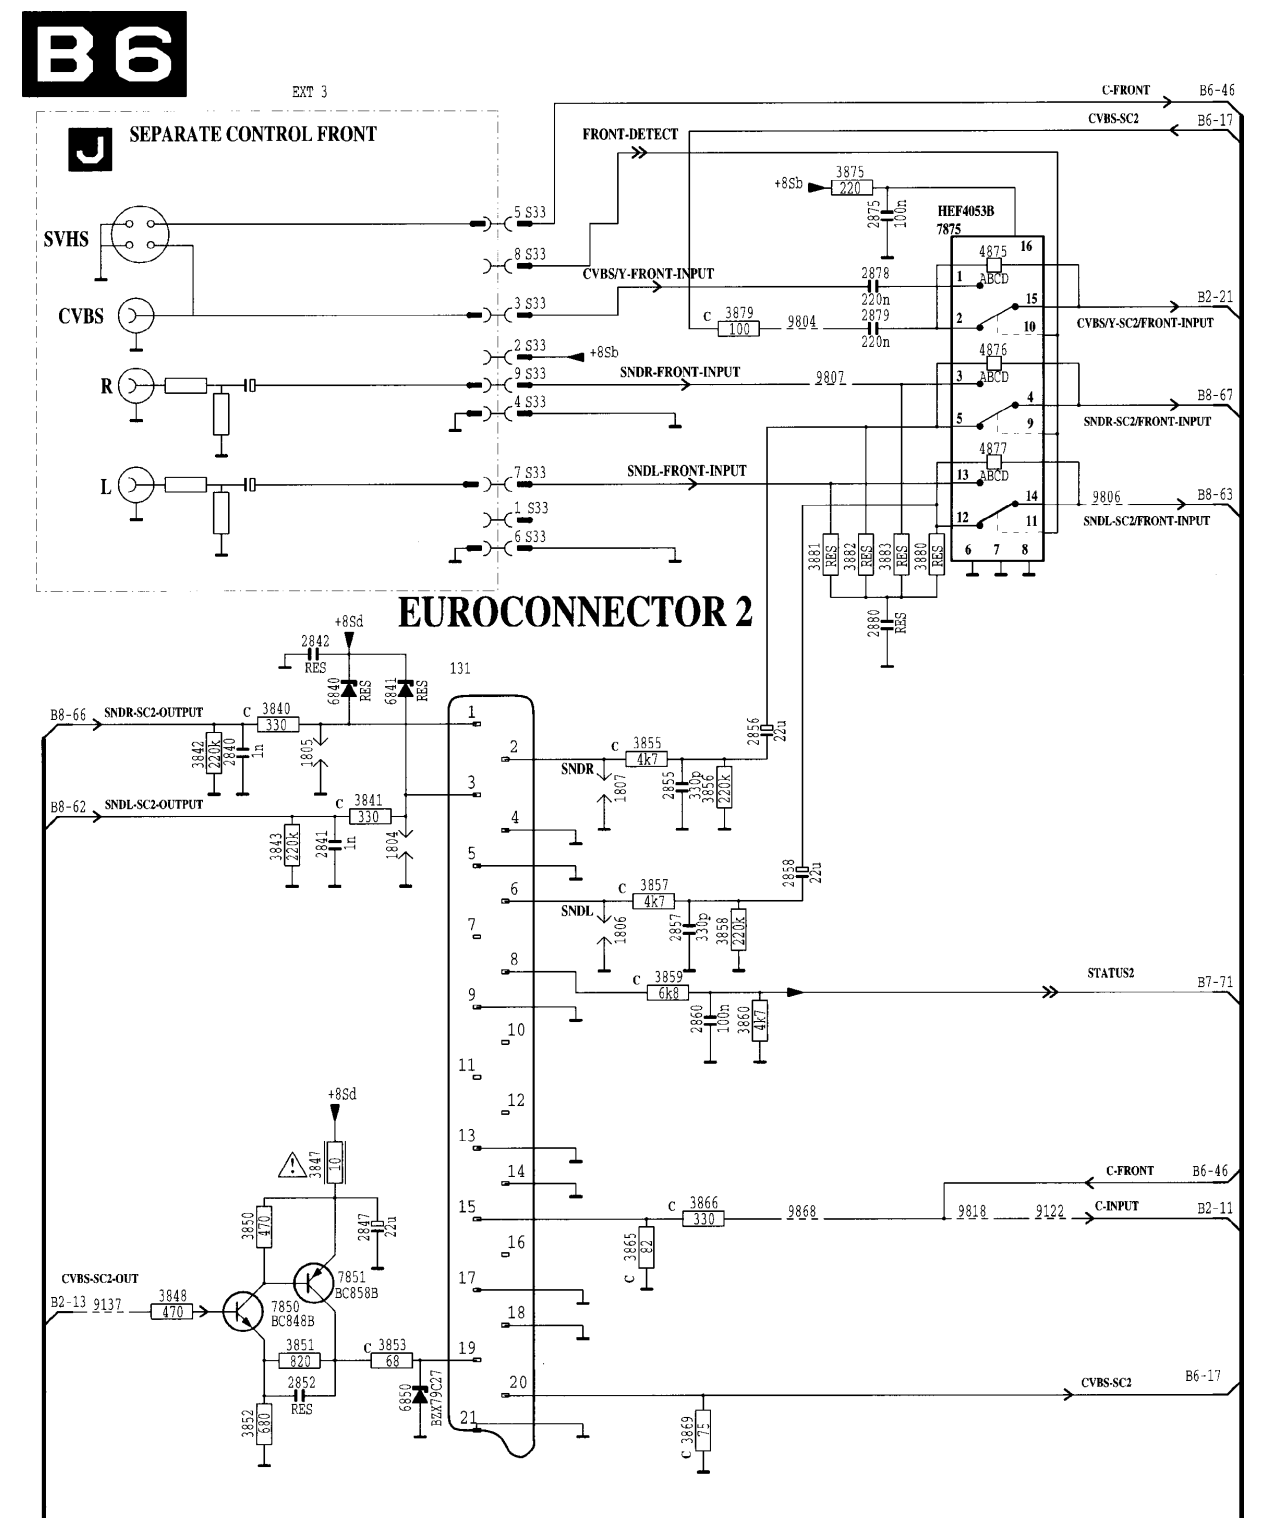 B6
EXT 3
C-FRONT B6-46
CVBS-SC2 B6-17
J SEPARATE CONTROL FRONT
FRONT-DETECT
+8Sb 3875 220
2875 100n
HEF4053B
7875
16
5 S33
SVHS
8 S33
CVBS/Y-FRONT-INPUT
2878 220n
1
4875
ABCD
15
B2-21
3 S33
CVBS
C 3879 100
9804
2879 220n
2
10
CVBS/Y-SC2/FRONT-INPUT
2 S33
+8Sb
SNDR-FRONT-INPUT
9 S33
R
9807
3
4876
ABCD
4
B8-67
4 S33
5
9
SNDR-SC2/FRONT-INPUT
SNDL-FRONT-INPUT
7 S33
L
13
4877
ABCD
14
9806
B8-63
1 S33
12
11
SNDL-SC2/FRONT-INPUT
6 S33
3881 RES
3882 RES
3883 RES
3880 RES
6 7 8
EUROCONNECTOR 2
2880 RES
+8Sd
2842 RES
6840 RES
6841 RES
131
B8-66 SNDR-SC2-OUTPUT
C 3840 330
3842 220k
2840 1n
1805
1
2
2856 22u
SNDR
C 3855 4k7
1807
2855 330p
3856 220k
3
B8-62 SNDL-SC2-OUTPUT
C 3841 330
3843 220k
2841 1n
1804
4
5
2858 22u
6
SNDL
C 3857 4k7
1806
2857 330p
3858 220k
7
8
C 3859 6k8
STATUS2
B7-71
9
2860 100n
3860 4k7
10
11
12
+8Sd
13
3847 10
14
C-FRONT B6-46
15
C 3866 330
9868
9818
9122
C-INPUT
B2-11
3850 470
2847 22u
16
C 3865 82
7851
BC858B
17
CVBS-SC2-OUT
B2-13 9137
3848 470
7850
BC848B
18
3851 820
C 3853 68
19
2852 RES
6850 BZX79C27
20
CVBS-SC2
B6-17
3852 680
21
C 3869 75